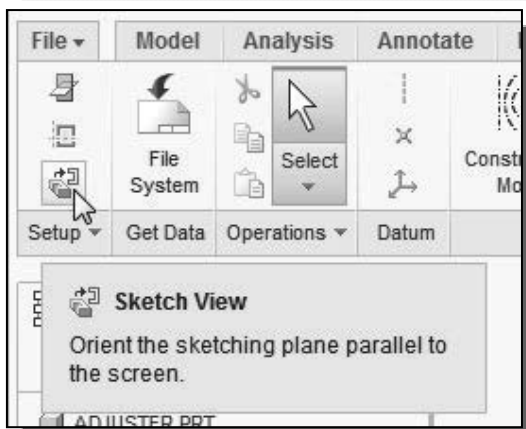 File Model Analysis Annotate
File System
Select
Setup Get Data Operations Datum
Sketch View
Orient the sketching plane parallel to
the screen.
ADJUSTER.PRT